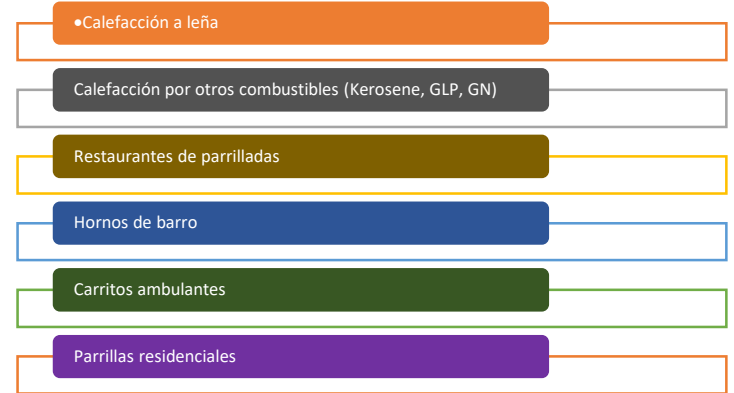 •Calefacción a leña
Calefacción por otros combustibles (Kerosene, GLP, GN)
Restaurantes de parrilladas
Hornos de barro
Carritos ambulantes
Parrillas residenciales